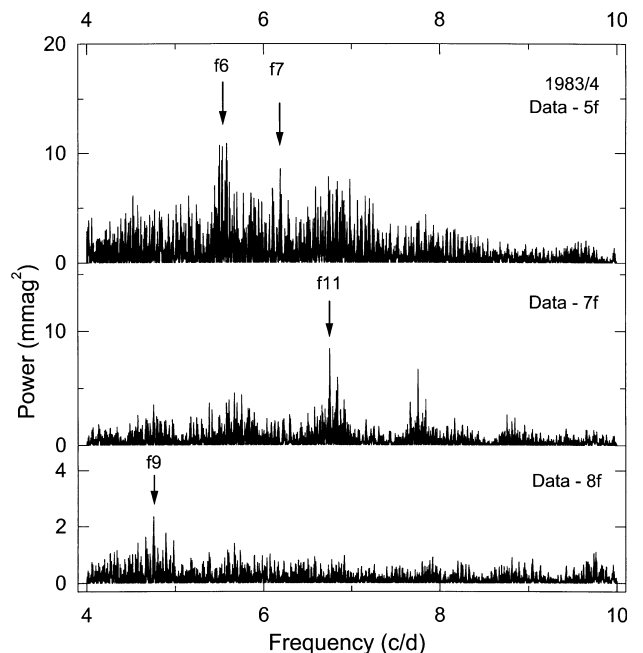 4 6 8 10
20
f6 f7
1983/4
Data - 5f
10
0
f11
Data - 7f
10
0
f9
Data - 8f
4
2
0
4 6 8 10
Power (mmag²)
Frequency (c/d)